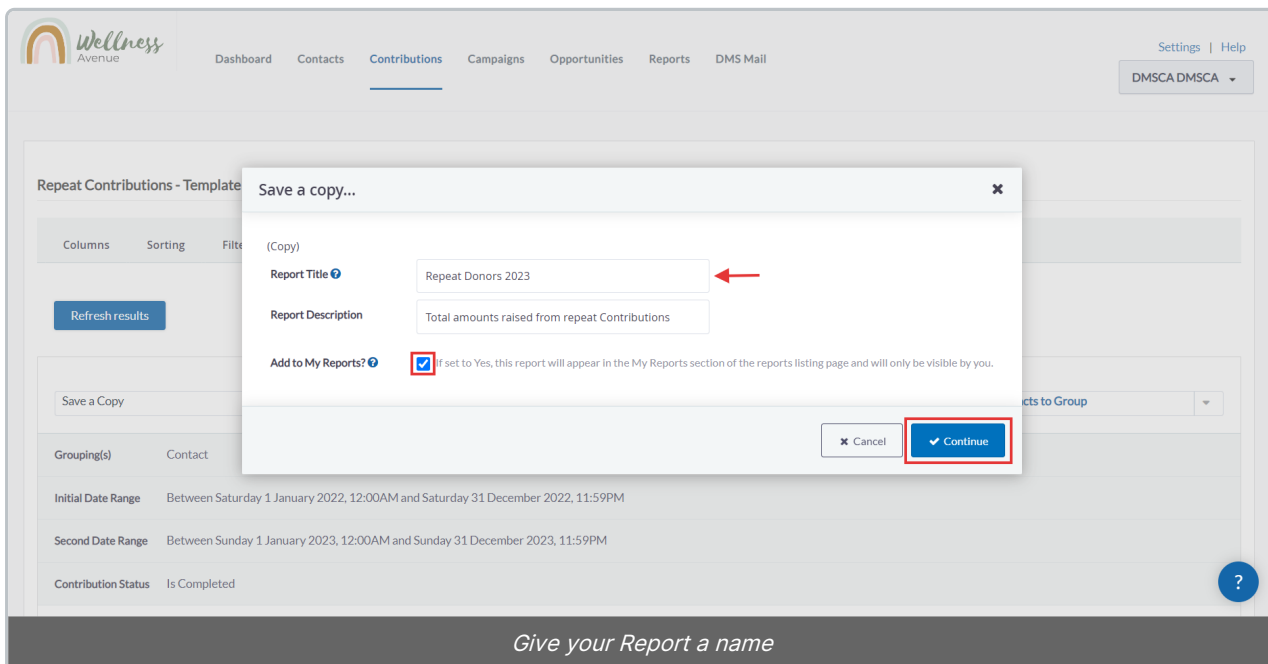 Wellness
Avenue
Dashboard Contacts Contributions Campaigns Opportunities Reports DMS Mail
Settings | Help
DMSCA DMSCA
Repeat Contributions - Template
Save a copy...
Columns Sorting Filte
(Copy)
Report Title
Repeat Donors 2023
Refresh results
Report Description
Total amounts raised from repeat Contributions
Add to My Reports?
If set to Yes, this report will appear in the My Reports section of the reports listing page and will only be visible by you.
Save a Copy
cts to Group
Cancel
Continue
Grouping(s) Contact
Initial Date Range Between Saturday 1 January 2022, 12:00AM and Saturday 31 December 2022, 11:59PM
Second Date Range Between Sunday 1 January 2023, 12:00AM and Sunday 31 December 2023, 11:59PM
Contribution Status Is Completed
?
Give your Report a name